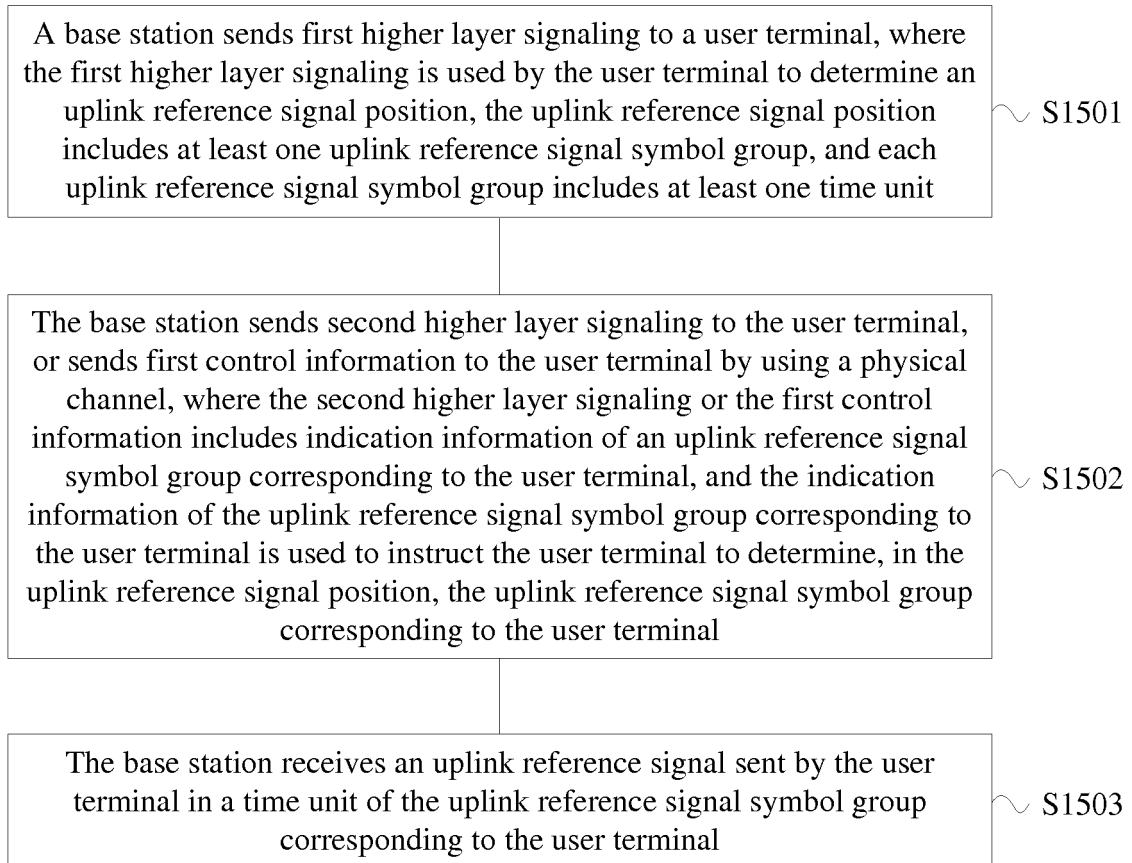 A base station sends first higher layer signaling to a user terminal, where
the first higher layer signaling is used by the user terminal to determine an
uplink reference signal position, the uplink reference signal position
includes at least one uplink reference signal symbol group, and each
uplink reference signal symbol group includes at least one time unit
S1501
The base station sends second higher layer signaling to the user terminal,
or sends first control information to the user terminal by using a physical
channel, where the second higher layer signaling or the first control
information includes indication information of an uplink reference signal
symbol group corresponding to the user terminal, and the indication
information of the uplink reference signal symbol group corresponding to
the user terminal is used to instruct the user terminal to determine, in the
uplink reference signal position, the uplink reference signal symbol group
corresponding to the user terminal
S1502
The base station receives an uplink reference signal sent by the user
terminal in a time unit of the uplink reference signal symbol group
corresponding to the user terminal
S1503